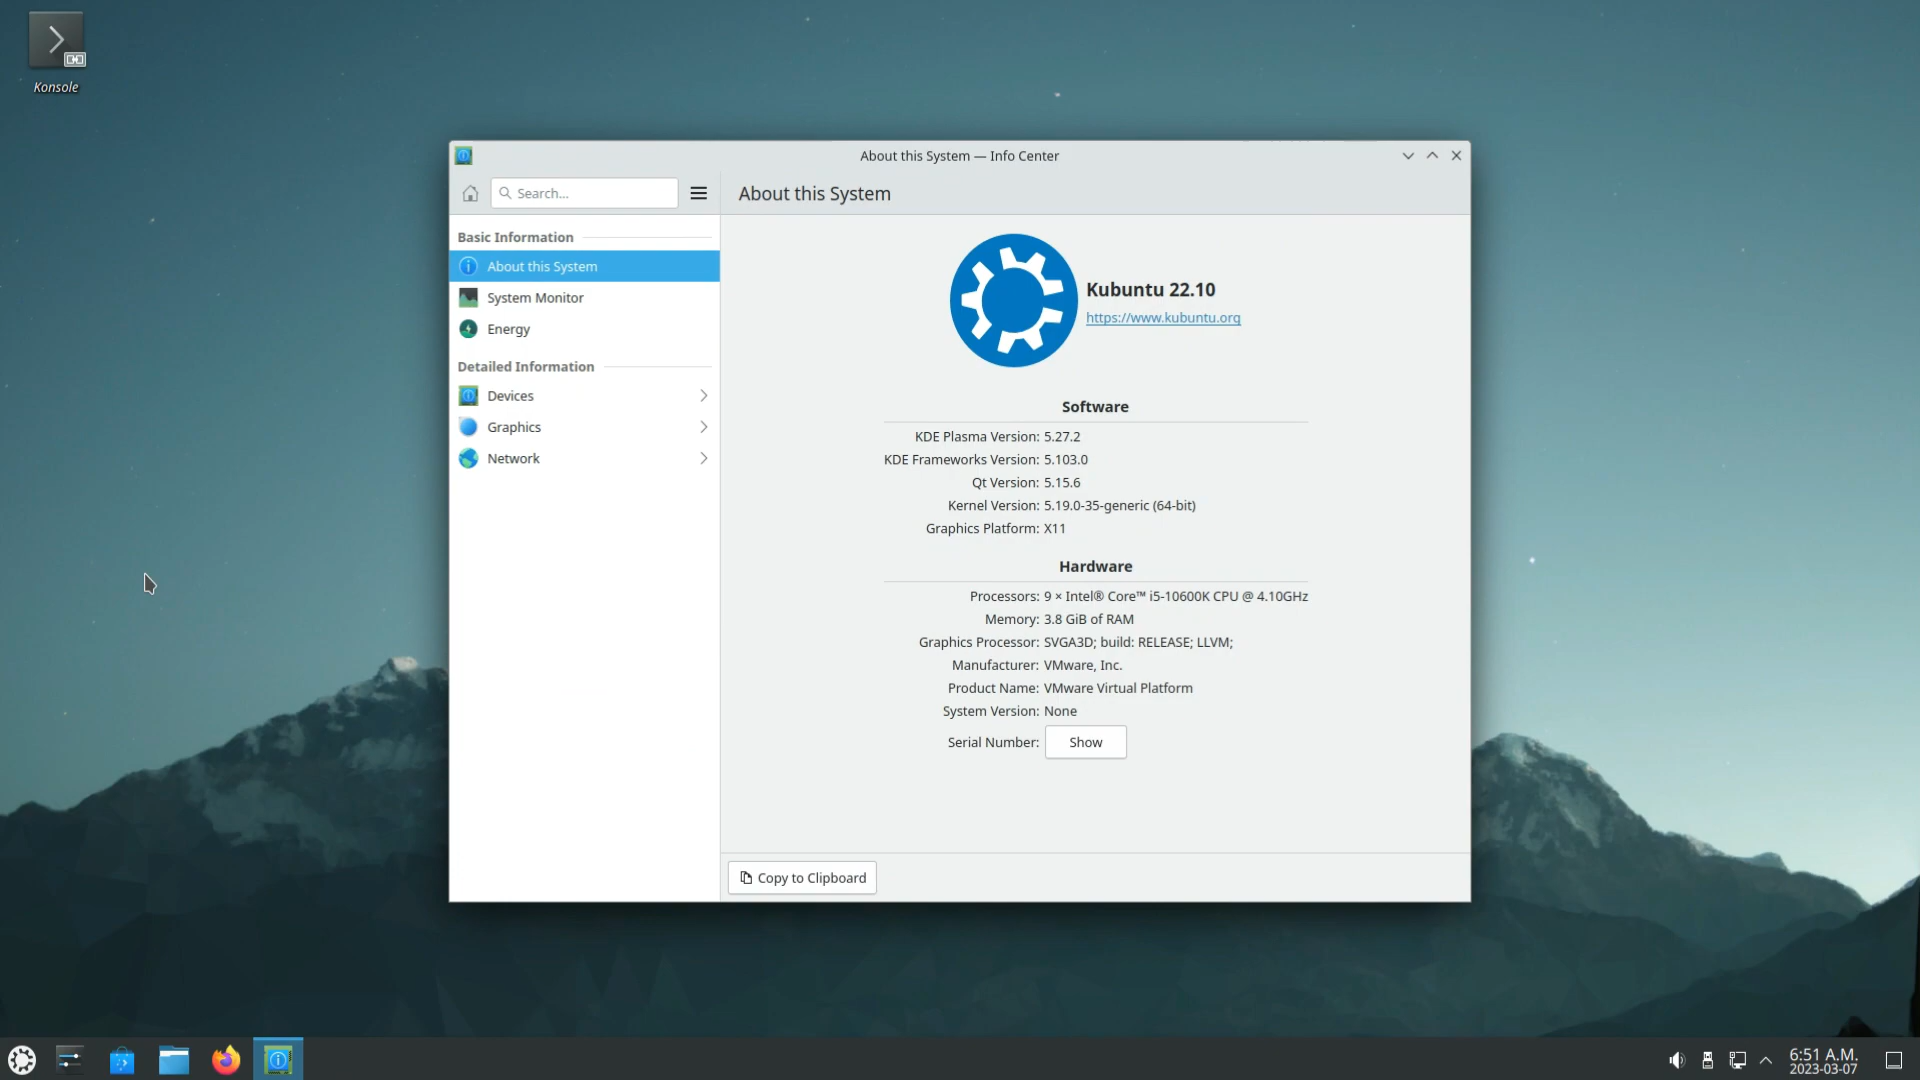 Konsole
About this System — Info Center
Search...
About this System
Basic Information
About this System
System Monitor
Energy
Detailed Information
Devices
Graphics
Network
Kubuntu 22.10
https://www.kubuntu.org
Software
KDE Plasma Version: 5.27.2
KDE Frameworks Version: 5.103.0
Qt Version: 5.15.6
Kernel Version: 5.19.0-35-generic (64-bit)
Graphics Platform: X11
Hardware
Processors: 9 × Intel® Core™ i5-10600K CPU @ 4.10GHz
Memory: 3.8 GiB of RAM
Graphics Processor: SVGA3D; build: RELEASE; LLVM;
Manufacturer: VMware, Inc.
Product Name: VMware Virtual Platform
System Version: None
Serial Number: Show
Copy to Clipboard
6:51 A.M.
2023-03-07